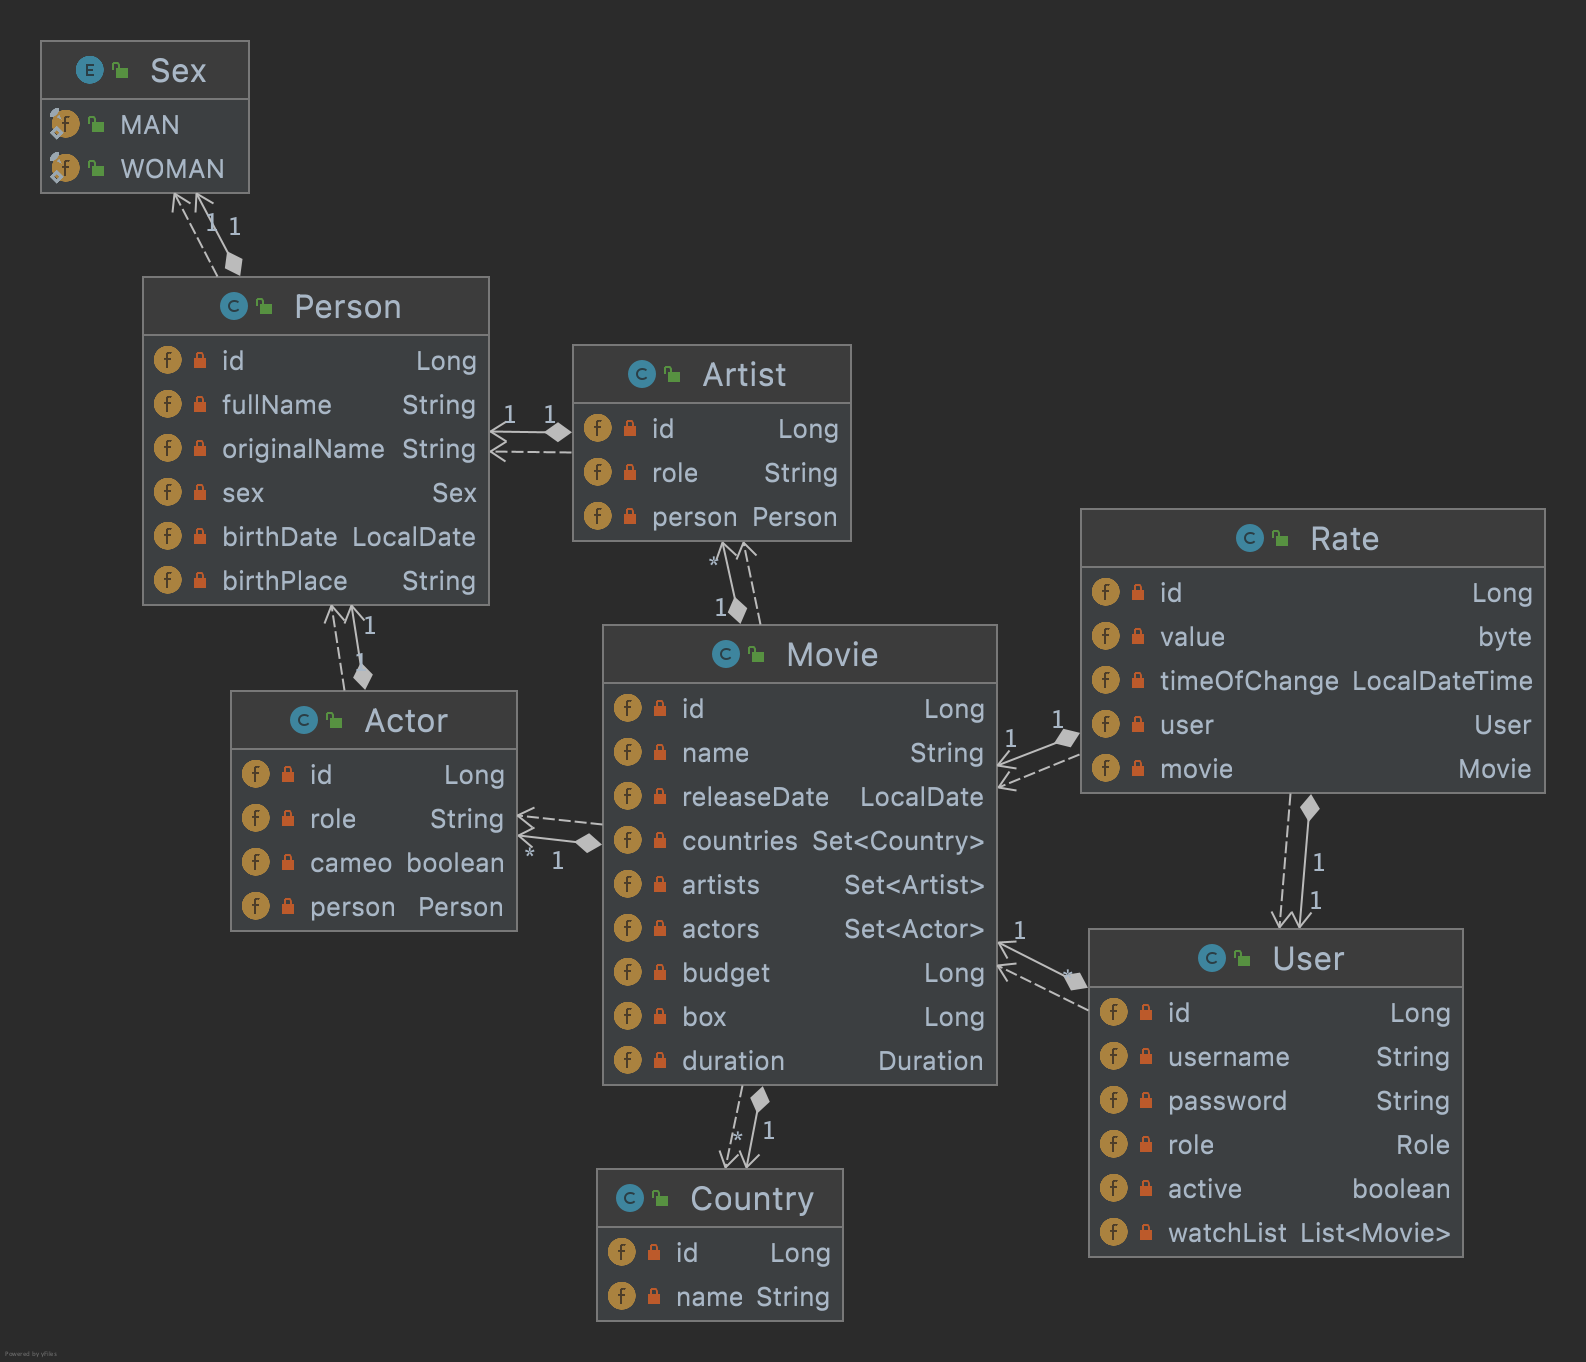 Sex
MAN
WOMAN
1 1
Person
id Long
fullName String
originalName String
sex Sex
birthDate LocalDate
birthPlace String
1 1
Artist
id Long
role String
person Person
*
1
1
1
Actor
id Long
role String
cameo boolean
person Person
* 1
Movie
id Long
name String
releaseDate LocalDate
countries Set<Country>
artists Set<Artist>
actors Set<Actor>
budget Long
box Long
duration Duration
1 1
Rate
id Long
value byte
timeOfChange LocalDateTime
user User
movie Movie
1
1
1
*
User
id Long
username String
password String
role Role
active boolean
watchList List<Movie>
* 1
Country
id Long
name String
Powered by yFiles